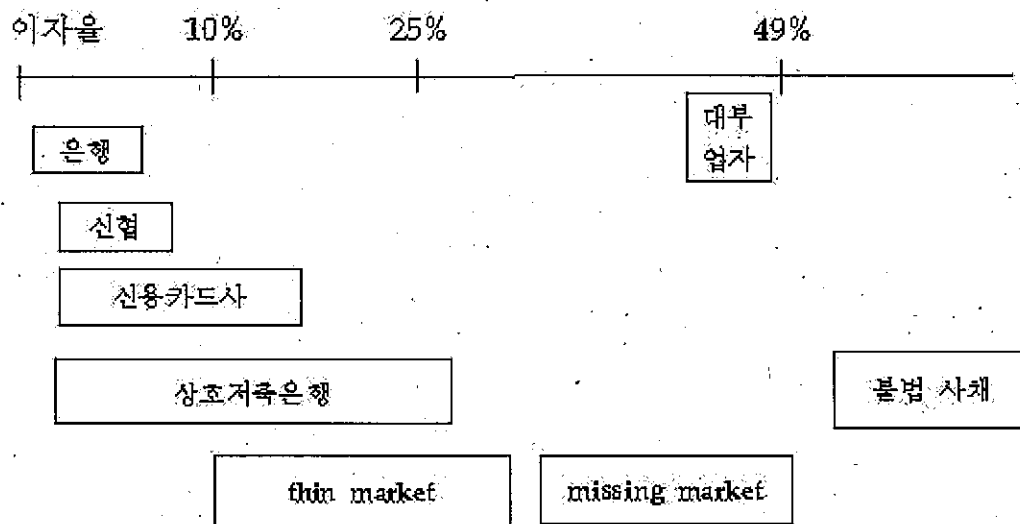 이자율 10% 25% 49%
대부
업자
은행
신협
신용카드사
상호저축은행
불법 사채
thin market
missing market